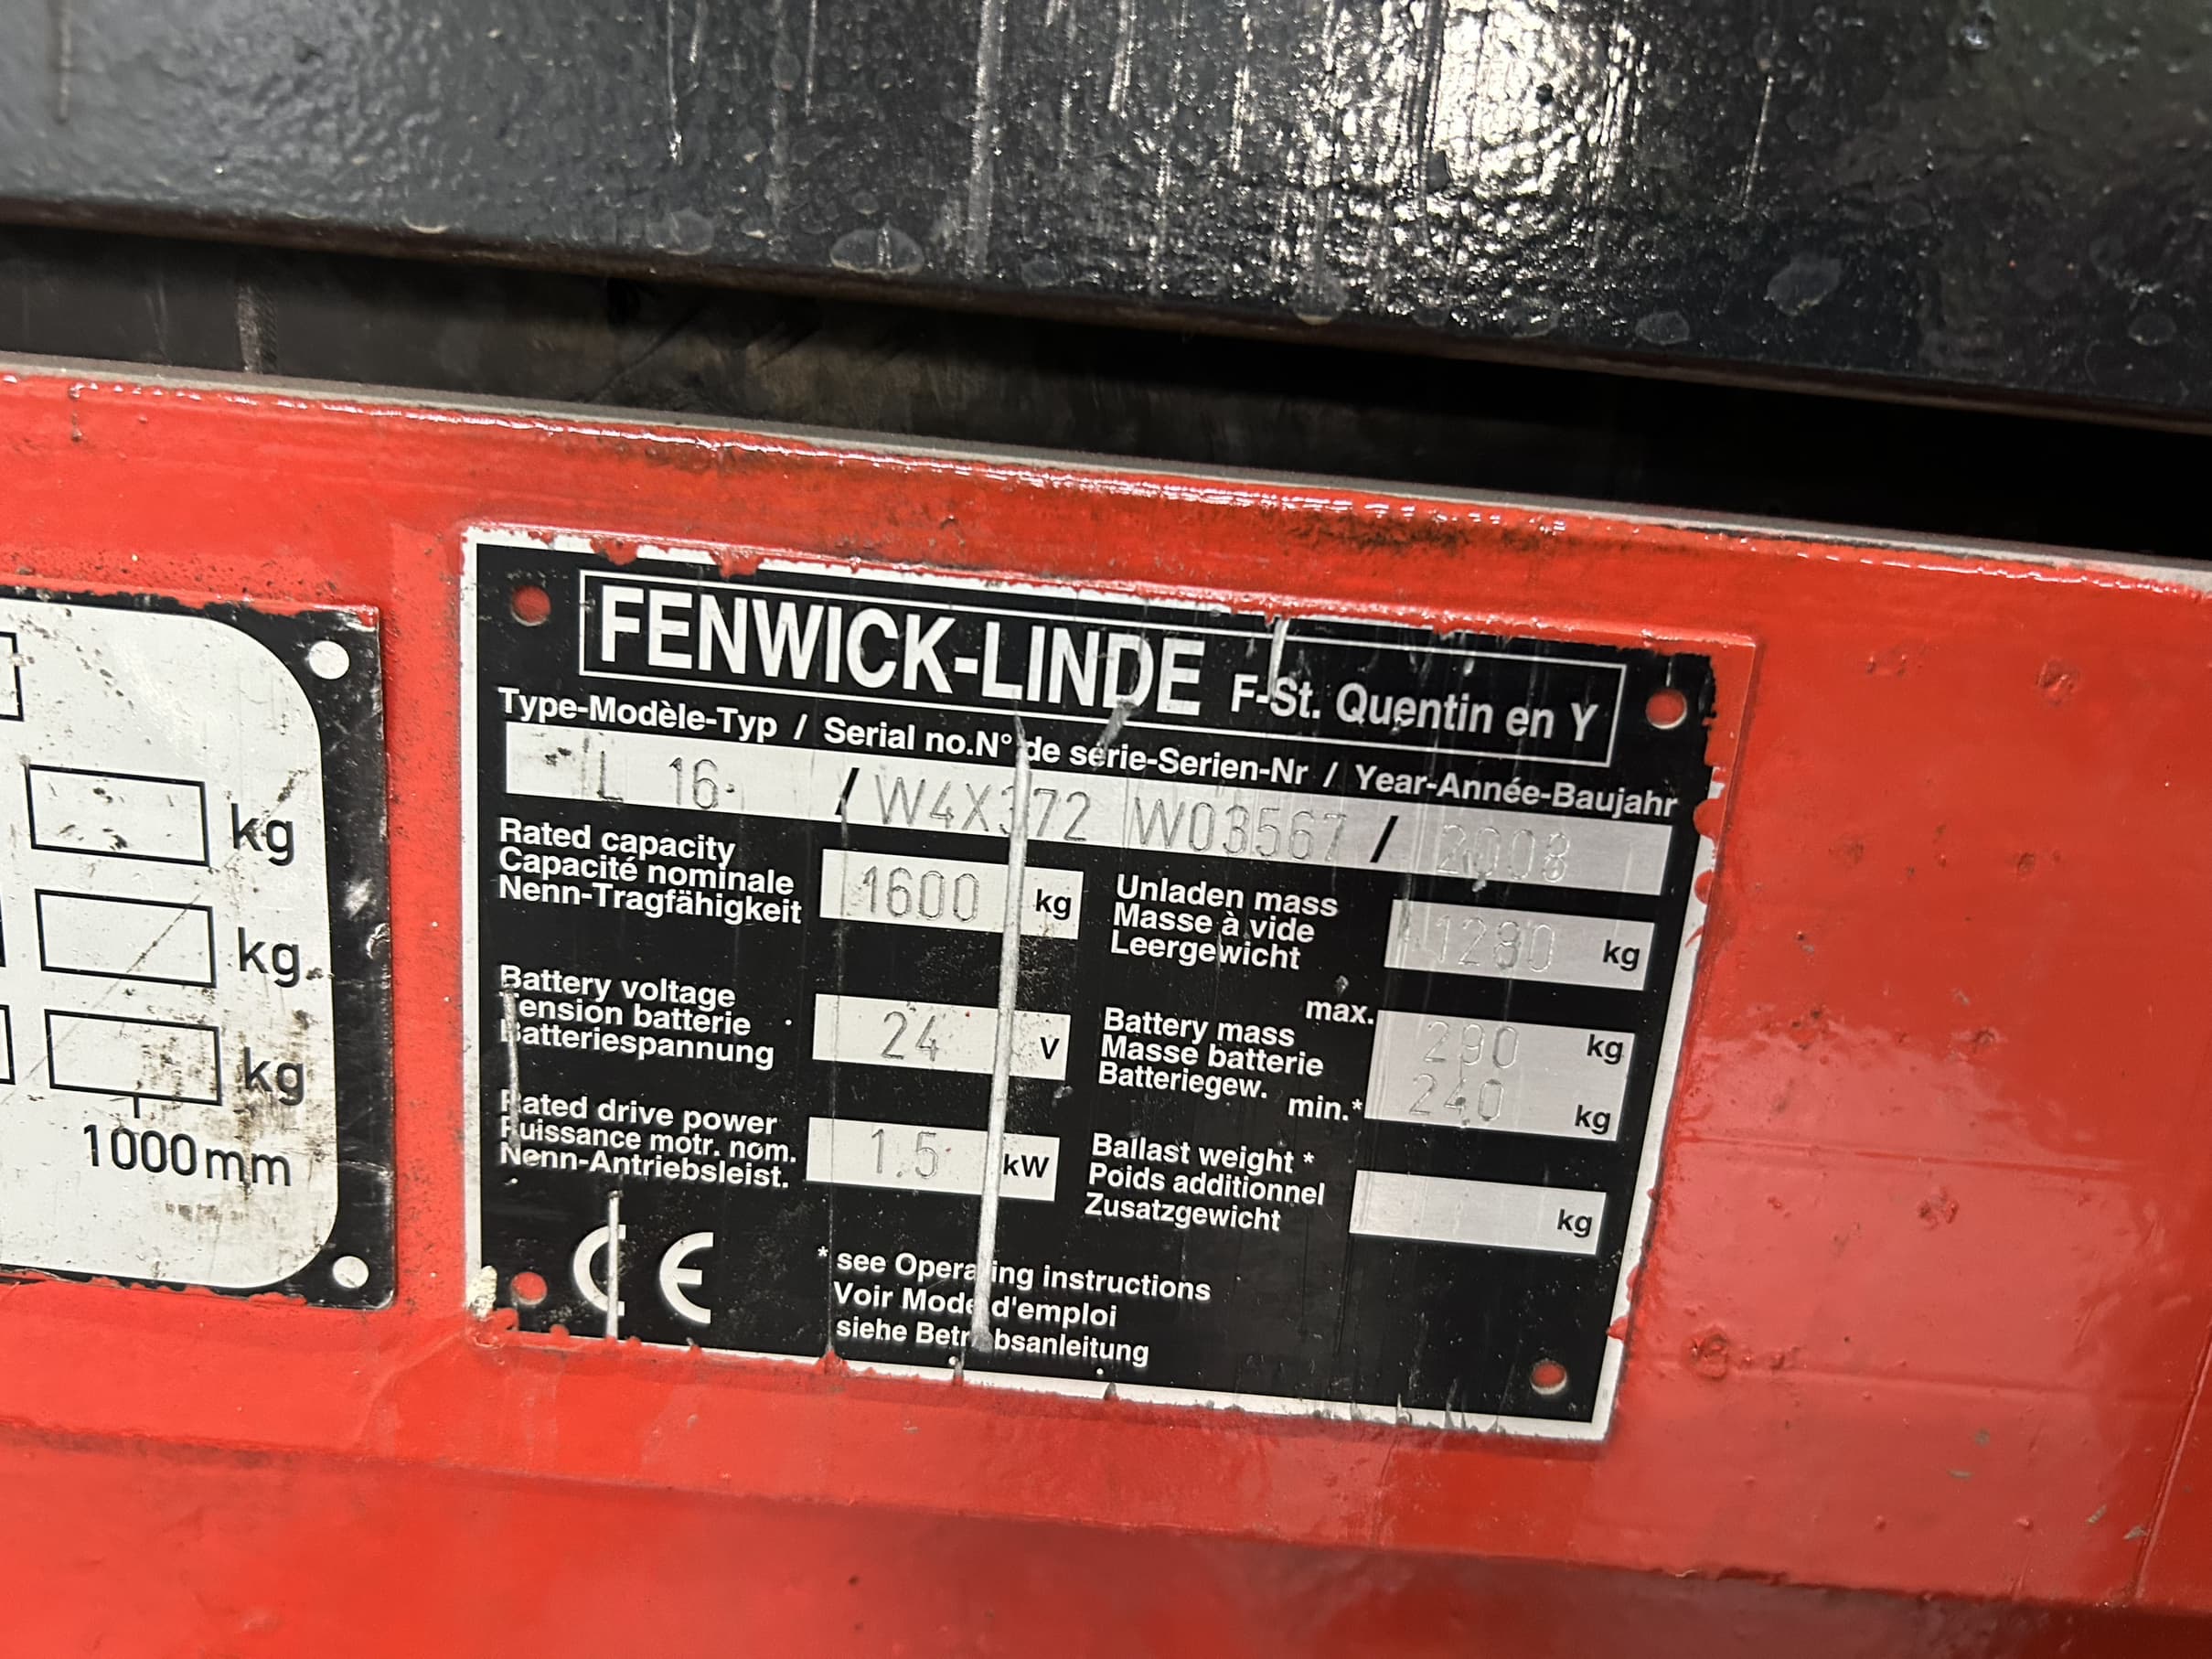 FENWICK-LINDE F-St. Quentin en Y
Type-Modèle-Typ / Serial no.N° de série-Serien-Nr / Year-Année-Baujahr
L 16 / W4X372 W03567 / 2008
Rated capacity
Capacité nominale
Nenn-Tragfähigkeit
1600 kg
Unladen mass
Masse à vide
Leergewicht
1280 kg
Battery voltage
Tension batterie
Batteriespannung
24 V
Battery mass
Masse batterie
Batteriegew.
max. 290 kg
min.* 240 kg
Rated drive power
Puissance motr. nom.
Nenn-Antriebsleist.
1.5 kW
Ballast weight *
Poids additionnel
Zusatzgewicht
kg
CE
* see Operating instructions
Voir Mode d'emploi
siehe Betriebsanleitung
kg
kg
kg
1000mm